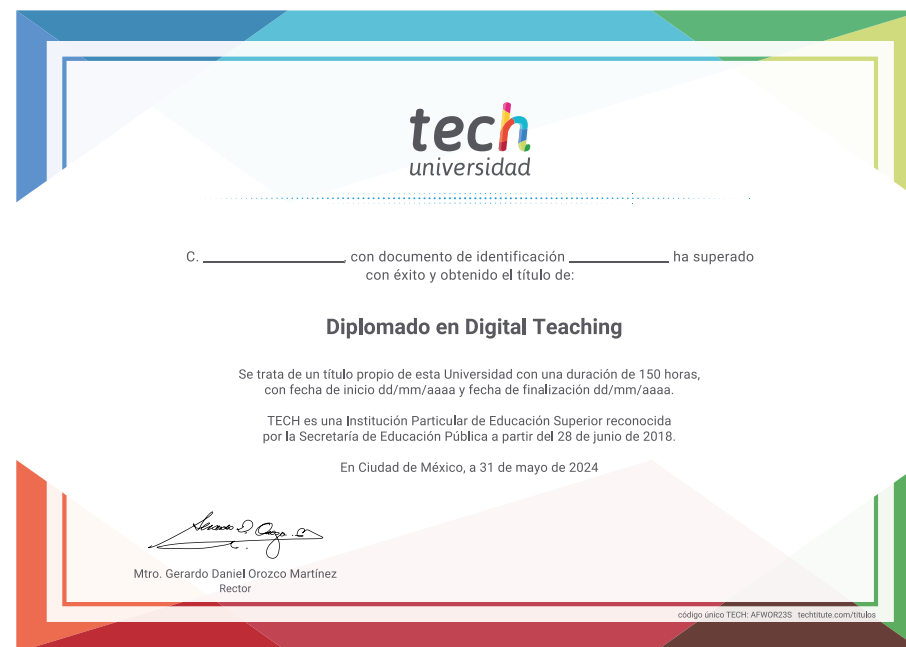 tech
universidad
C. ____________________, con documento de identificación ______________ ha superado
con éxito y obtenido el título de:
Diplomado en Digital Teaching
Se trata de un título propio de esta Universidad con una duración de 150 horas,
con fecha de inicio dd/mm/aaaa y fecha de finalización dd/mm/aaaa.
TECH es una Institución Particular de Educación Superior reconocida
por la Secretaría de Educación Pública a partir del 28 de junio de 2018.
En Ciudad de México, a 31 de mayo de 2024
Mtro. Gerardo Daniel Orozco Martínez
Rector
código único TECH: AFWOR23S techtitute.com/titulos